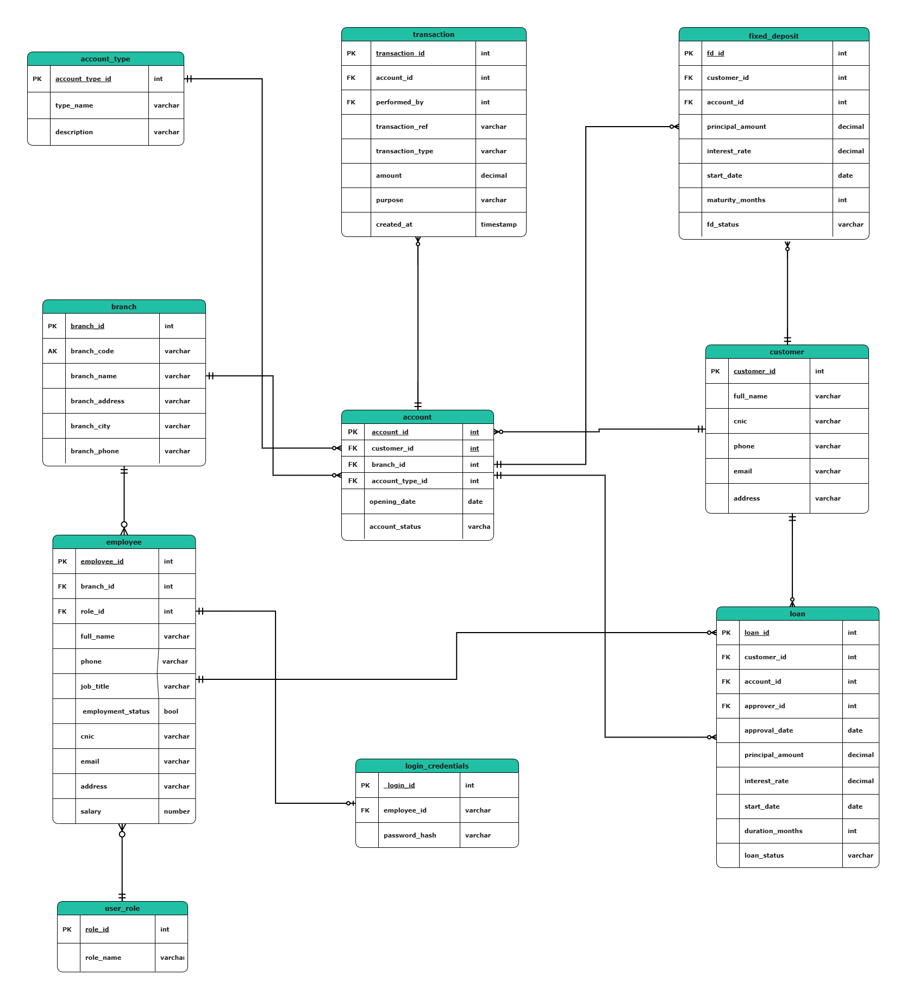 account_type
PK account_type_id int
type_name varchar
description varchar
transaction
PK transaction_id int
FK account_id int
FK performed_by int
transaction_ref varchar
transaction_type varchar
amount decimal
purpose varchar
created_at timestamp
fixed_deposit
PK fd_id int
FK customer_id int
FK account_id int
principal_amount decimal
interest_rate decimal
start_date date
maturity_months int
fd_status varchar
branch
PK branch_id int
AK branch_code varchar
branch_name varchar
branch_address varchar
branch_city varchar
branch_phone varchar
account
PK account_id int
FK customer_id int
FK branch_id int
FK account_type_id int
opening_date date
account_status varcha
customer
PK customer_id int
full_name varchar
cnic varchar
phone varchar
email varchar
address varchar
employee
PK employee_id int
FK branch_id int
FK role_id int
full_name varchar
phone varchar
job_title varchar
employment_status bool
cnic varchar
email varchar
address varchar
salary number
login_credentials
PK _login_id int
FK employee_id varchar
password_hash varchar
loan
PK loan_id int
FK customer_id int
FK account_id int
FK approver_id int
approval_date date
principal_amount decimal
interest_rate decimal
start_date date
duration_months int
loan_status varchar
user_role
PK role_id int
role_name varchar